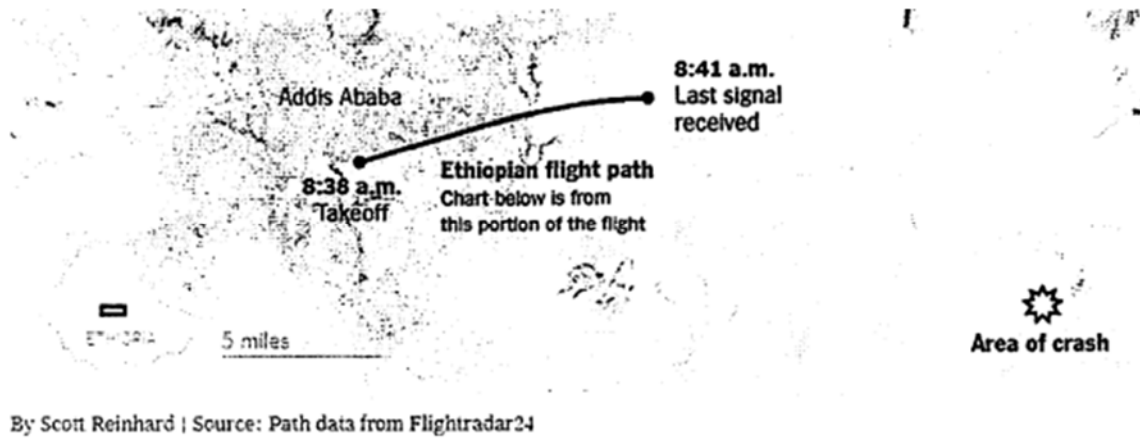 8:41 a.m.
Last signal
received
Addis Ababa
Ethiopian flight path
Chart below is from
this portion of the flight
8:38 a.m.
Takeoff
ETHIOPIA
5 miles
Area of crash
By Scott Reinhard | Source: Path data from Flightradar24